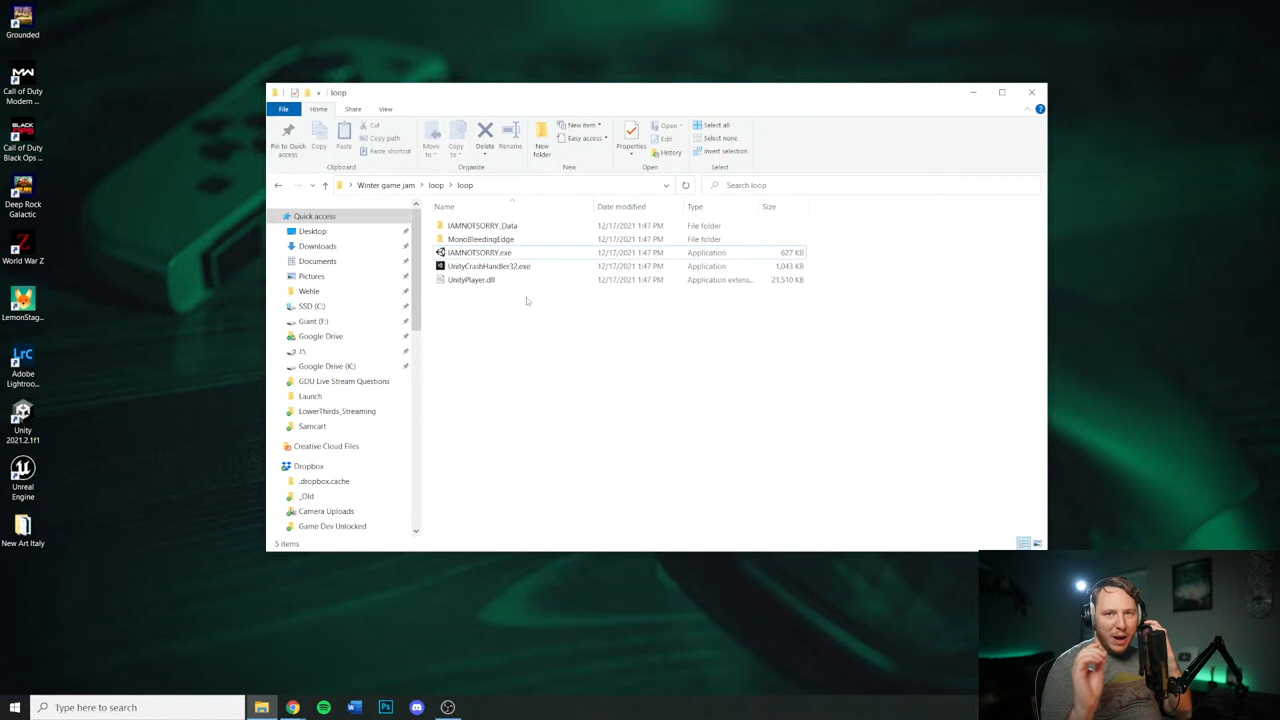 Grounded
Call of Duty
Modern ...
BLACK
OPS
Call of Duty
Black Ops ...
Deep Rock
Galactic
World War Z
LemonStag...
Lrc
Adobe
Lightroo...
Unity
2021.2.1f1
Unreal
Engine
New Art Italy
loop
File
Home
Share
View
Pin to Quick
access
Copy
Paste
Cut
Copy path
Paste shortcut
Clipboard
Move
to
Copy
to
Delete
Rename
Organize
New
folder
New item
Easy access
New
Properties
Open
Edit
History
Open
Select all
Select none
Invert selection
Select
Winter game jam > loop > loop
Search loop
Name
Date modified
Type
Size
IAMNOTSORRY_Data 12/17/2021 1:47 PM File folder
MonoBleedingEdge 12/17/2021 1:47 PM File folder
IAMNOTSORRY.exe 12/17/2021 1:47 PM Application 627 KB
UnityCrashHandler32.exe 12/17/2021 1:47 PM Application 1,043 KB
UnityPlayer.dll 12/17/2021 1:47 PM Application extens... 21,510 KB
Quick access
Desktop
Downloads
Documents
Pictures
Wehle
SSD (C:)
Giant (F:)
Google Drive
J:\
Google Drive (K:)
GDU Live Stream Questions
Launch
LowerThirds_Streaming
Samcart
Creative Cloud Files
Dropbox
.dropbox.cache
_Old
Camera Uploads
Game Dev Unlocked
5 items
Type here to search